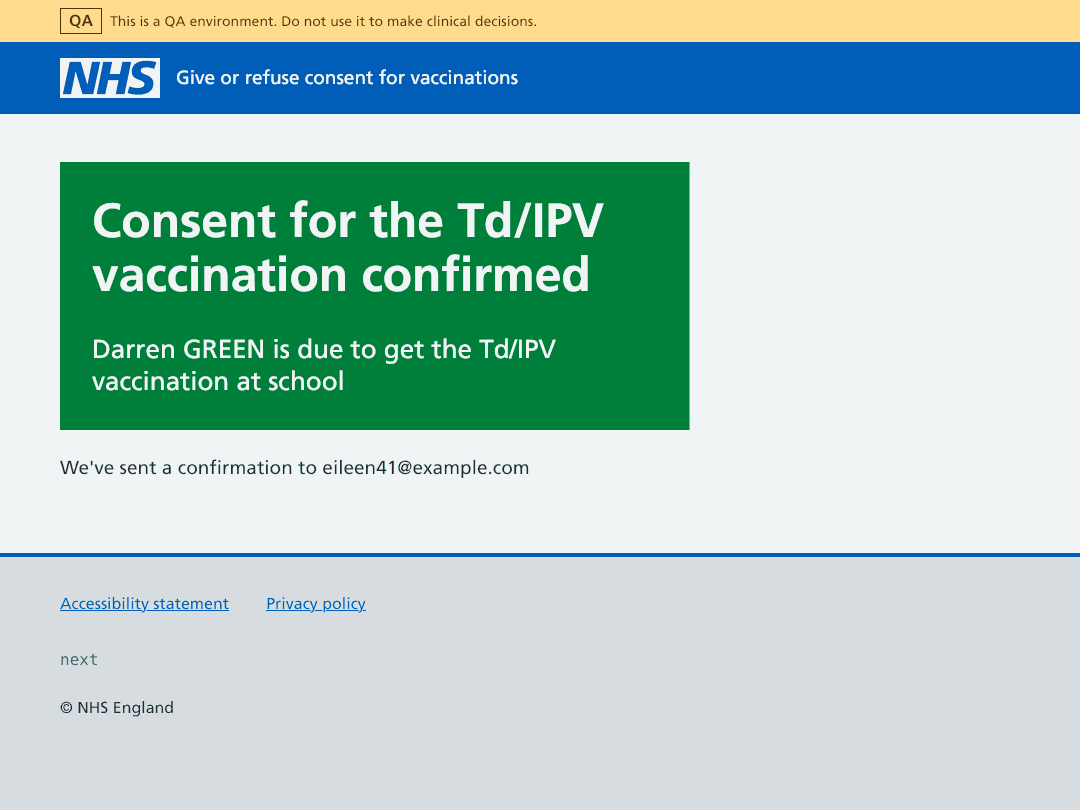 QA This is a QA environment. Do not use it to make clinical decisions.
NHS Give or refuse consent for vaccinations
Consent for the Td/IPV
vaccination confirmed
Darren GREEN is due to get the Td/IPV
vaccination at school
We've sent a confirmation to eileen41@example.com
Accessibility statement Privacy policy
next
© NHS England